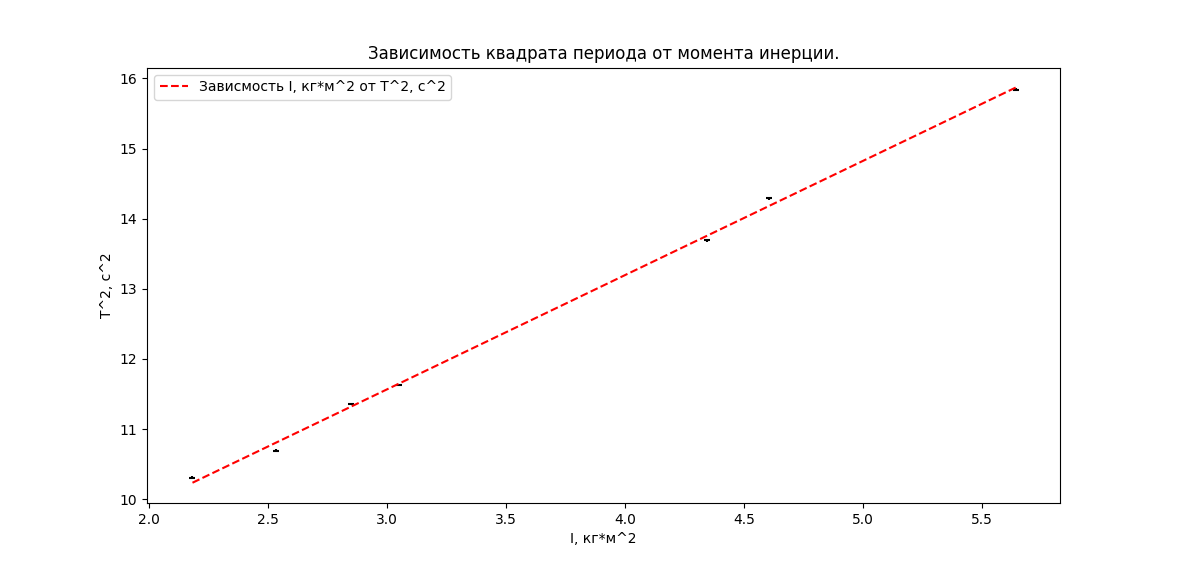 Зависимость квадрата периода от момента инерции.
Зависмость I, кг*м^2 от T^2, с^2
16
15
14
13
12
11
10
T^2, с^2
2.0 2.5 3.0 3.5 4.0 4.5 5.0 5.5
I, кг*м^2